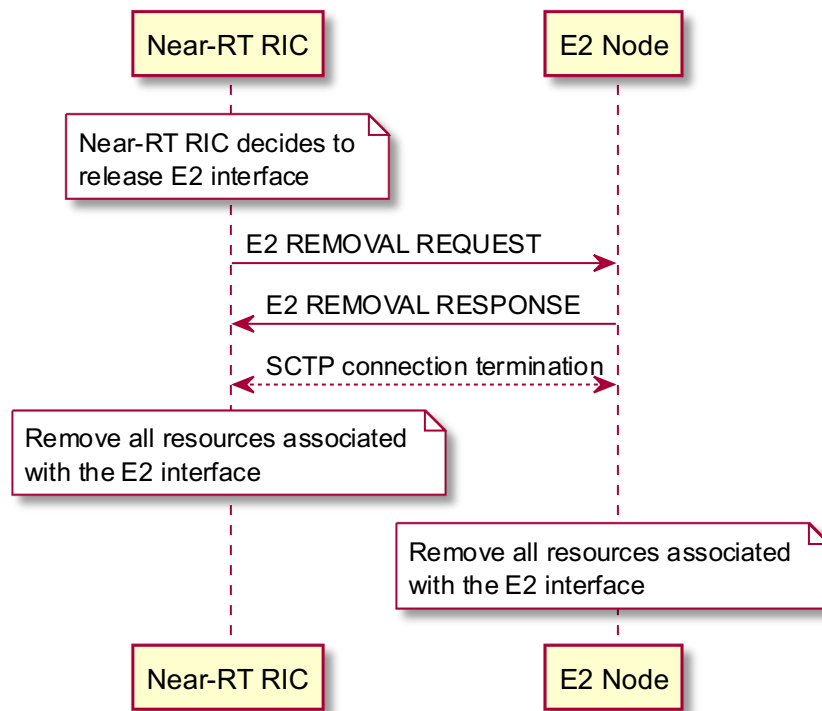 Near-RT RIC
E2 Node
Near-RT RIC decides to
release E2 interface
E2 REMOVAL REQUEST
E2 REMOVAL RESPONSE
SCTP connection termination
Remove all resources associated
with the E2 interface
Remove all resources associated
with the E2 interface
Near-RT RIC
E2 Node